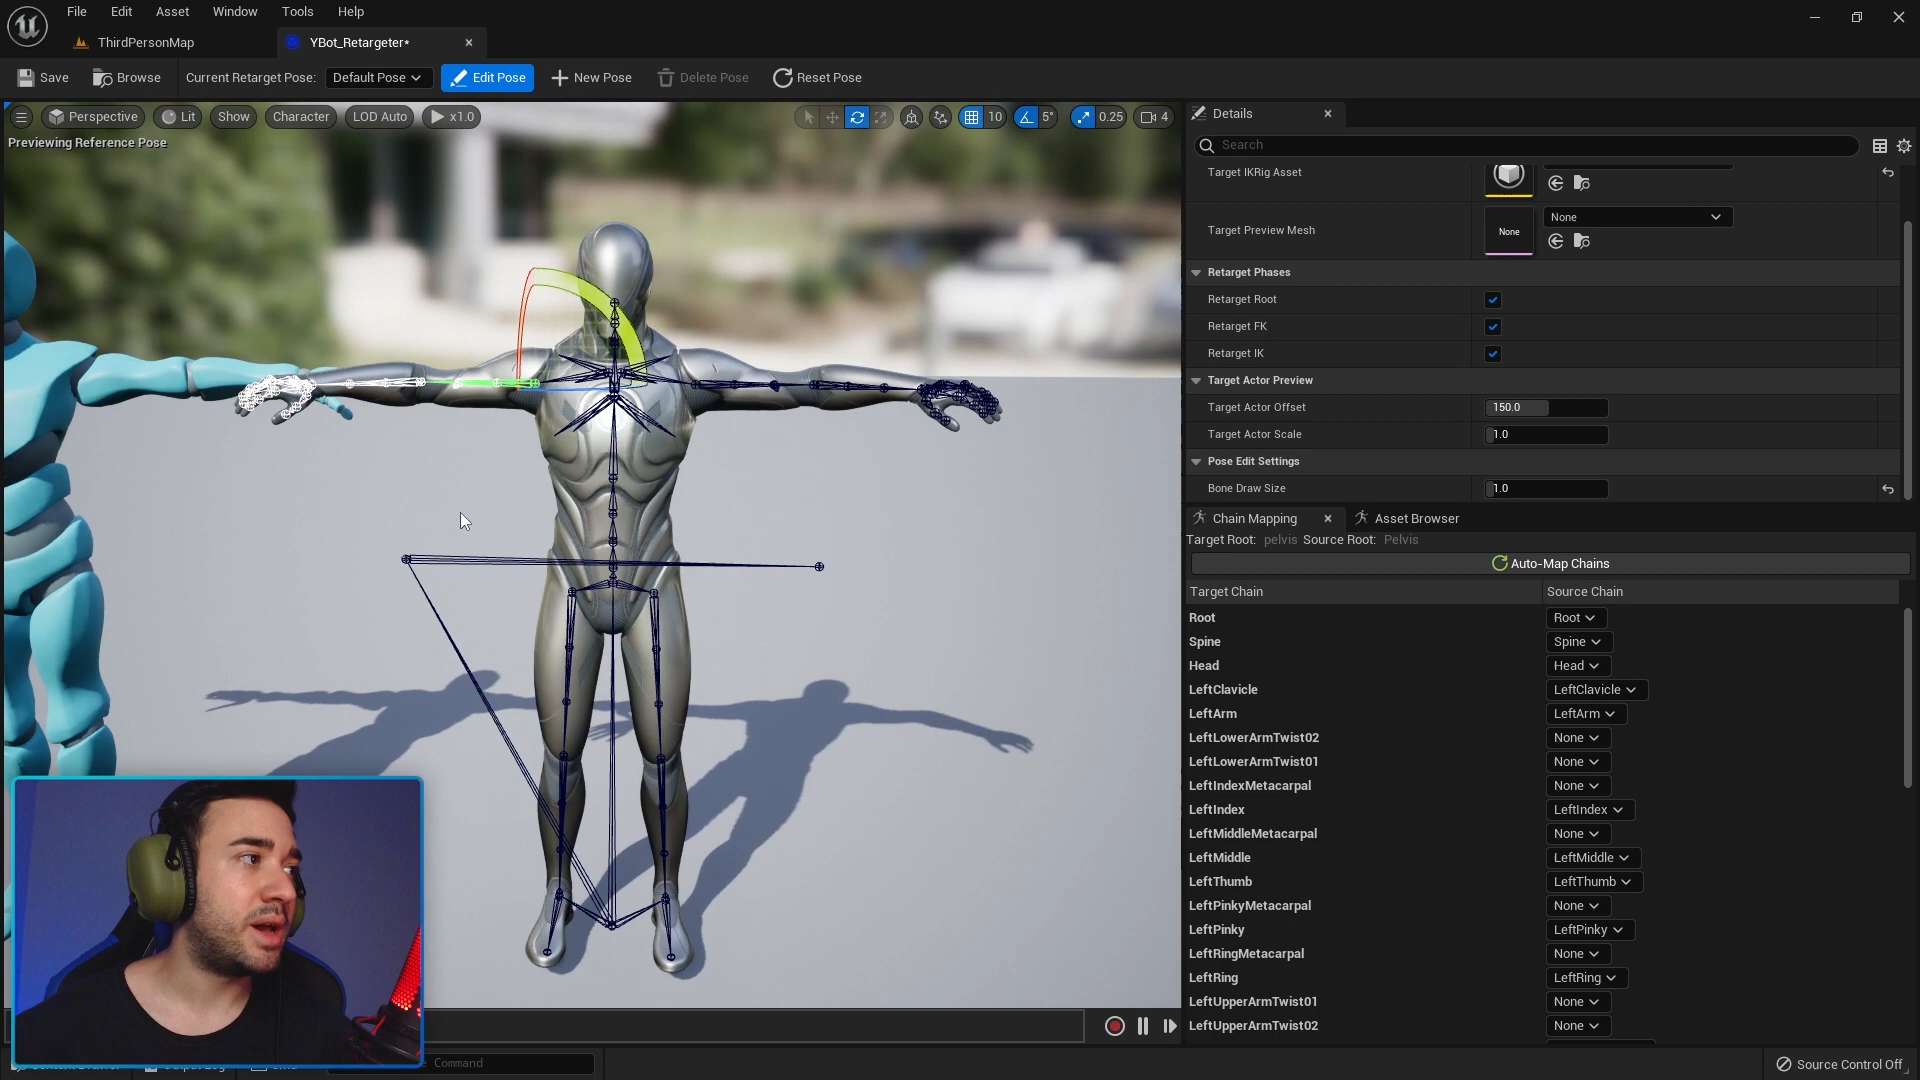 File Edit Asset Window Tools Help
ThirdPersonMap
YBot_Retargeter*
Save Browse Current Retarget Pose: Default Pose Edit Pose New Pose Delete Pose Reset Pose
Perspective Lit Show Character LOD Auto x1.0 10 5° 0.25 4
Previewing Reference Pose
Details
Search
Target IKRig Asset
None
Target Preview Mesh
None
Retarget Phases
Retarget Root
Retarget FK
Retarget IK
Target Actor Preview
Target Actor Offset 150.0
Target Actor Scale 1.0
Pose Edit Settings
Bone Draw Size 1.0
Chain Mapping Asset Browser
Target Root: pelvis Source Root: Pelvis
Auto-Map Chains
Target Chain Source Chain
Root Root
Spine Spine
Head Head
LeftClavicle LeftClavicle
LeftArm LeftArm
LeftLowerArmTwist02 None
LeftLowerArmTwist01 None
LeftIndexMetacarpal None
LeftIndex LeftIndex
LeftMiddleMetacarpal None
LeftMiddle LeftMiddle
LeftThumb LeftThumb
LeftPinkyMetacarpal None
LeftPinky LeftPinky
LeftRingMetacarpal None
LeftRing LeftRing
LeftUpperArmTwist01 None
LeftUpperArmTwist02 None
Command
Source Control Off